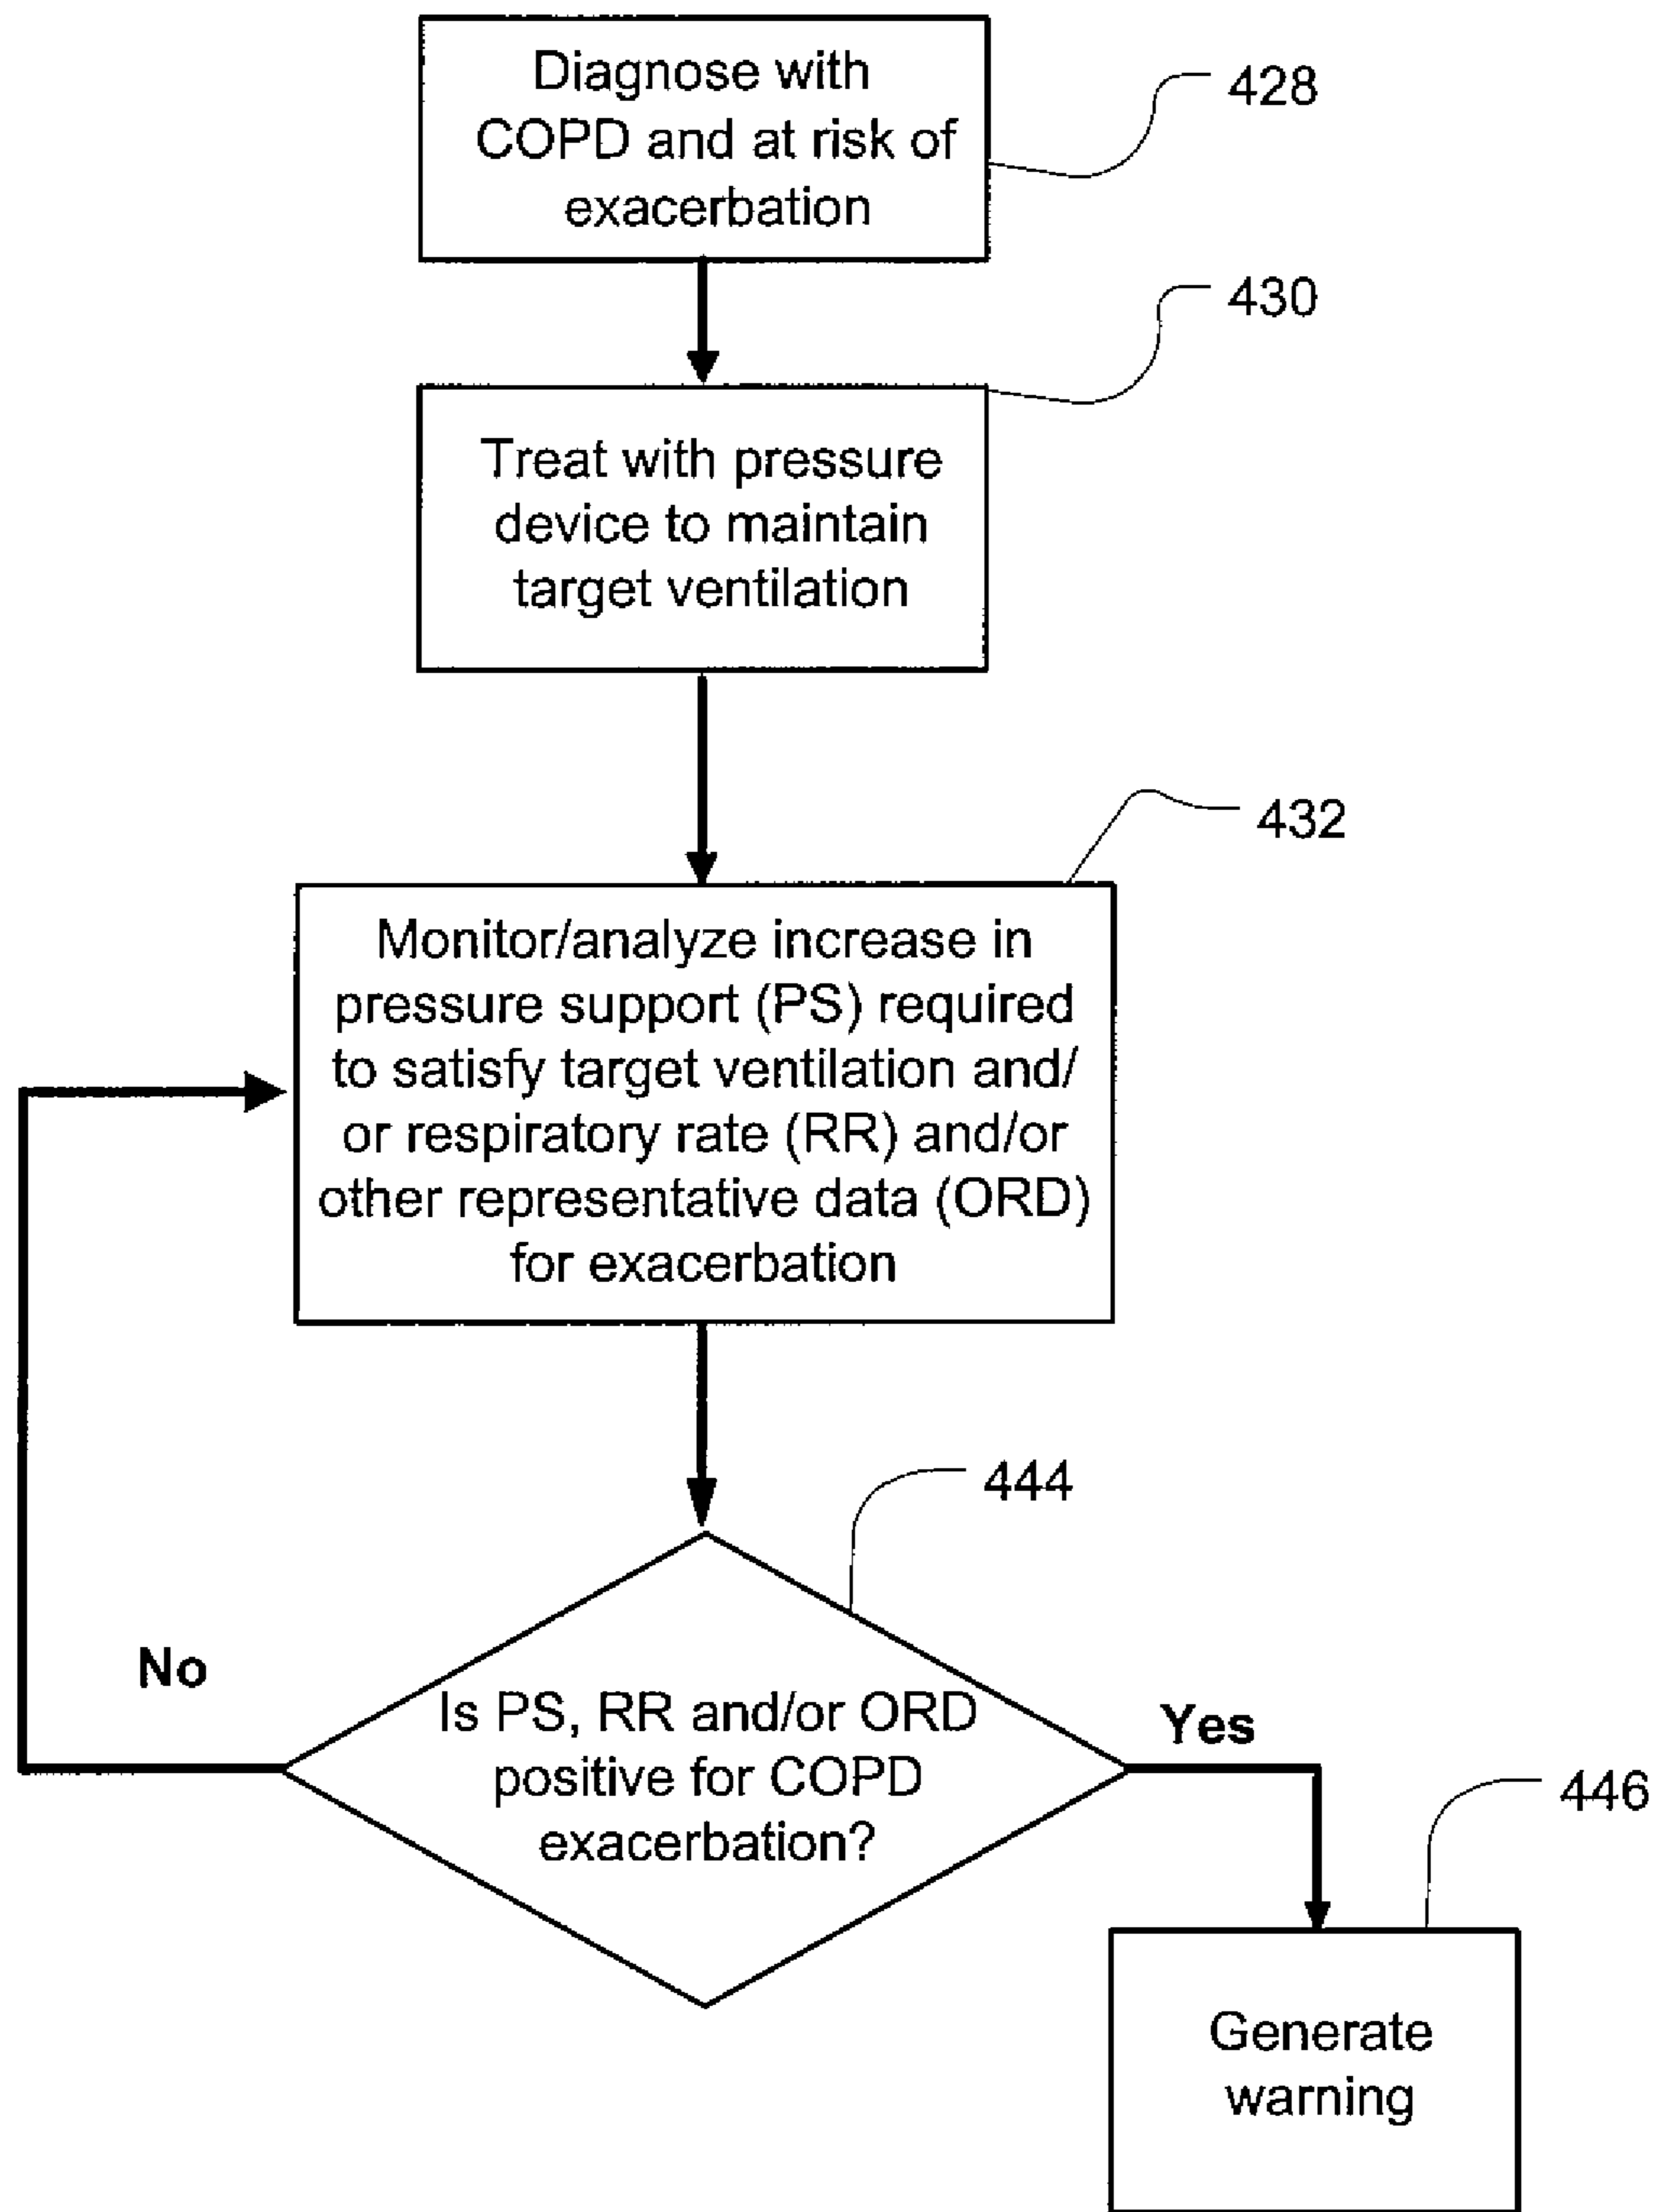 Diagnose with
COPD and at risk of
exacerbation
428
430
Treat with pressure
device to maintain
target ventilation
432
Monitor/analyze increase in
pressure support (PS) required
to satisfy target ventilation and/
or respiratory rate (RR) and/or
other representative data (ORD)
for exacerbation
444
No
Is PS, RR and/or ORD
positive for COPD
exacerbation?
Yes
446
Generate
warning